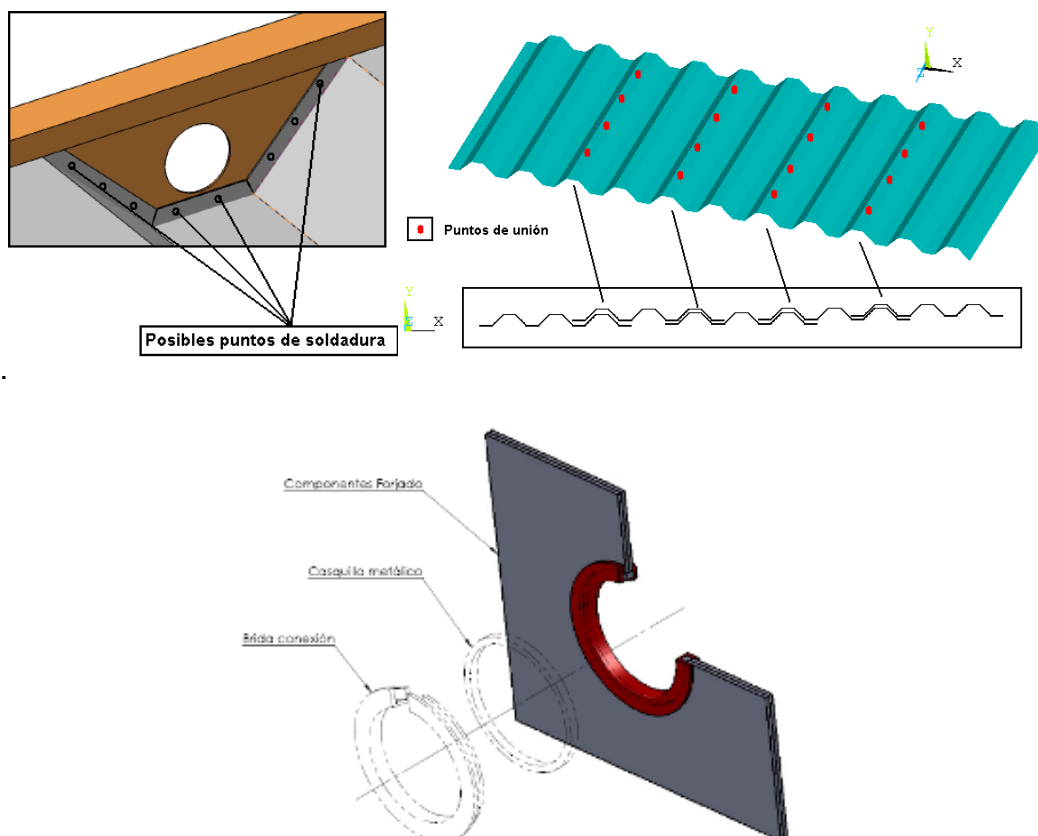 Y
X
Z
Puntos de unión
Y
Z
X
Posibles puntos de soldadura
.
Componentes Forjado
Casquillo metálico
Brida conexión